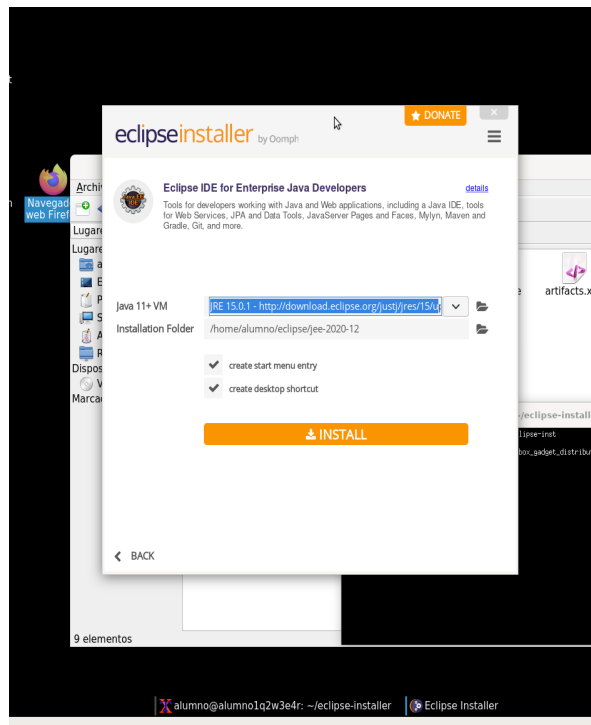 DONATE
eclipseinstaller by Oomph
Eclipse IDE for Enterprise Java Developers
details
Tools for developers working with Java and Web applications, including a Java IDE, tools
for Web Services, JPA and Data Tools, JavaServer Pages and Faces, Mylyn, Maven and
Gradle, Git, and more.
Java 11+ VM
JRE 15.0.1 - http://download.eclipse.org/justj/jres/15/up
Installation Folder
/home/alumno/eclipse/jee-2020-12
create start menu entry
create desktop shortcut
INSTALL
BACK
Navegad
web Firef
Archi
Lugare
Lugare
a
E
P
S
A
R
Dispos
V
Marca
artifacts.x
/eclipse-install
lipse-inst
box_gadget_distribu
9 elementos
alumno@alumno1q2w3e4r: ~/eclipse-installer
Eclipse Installer